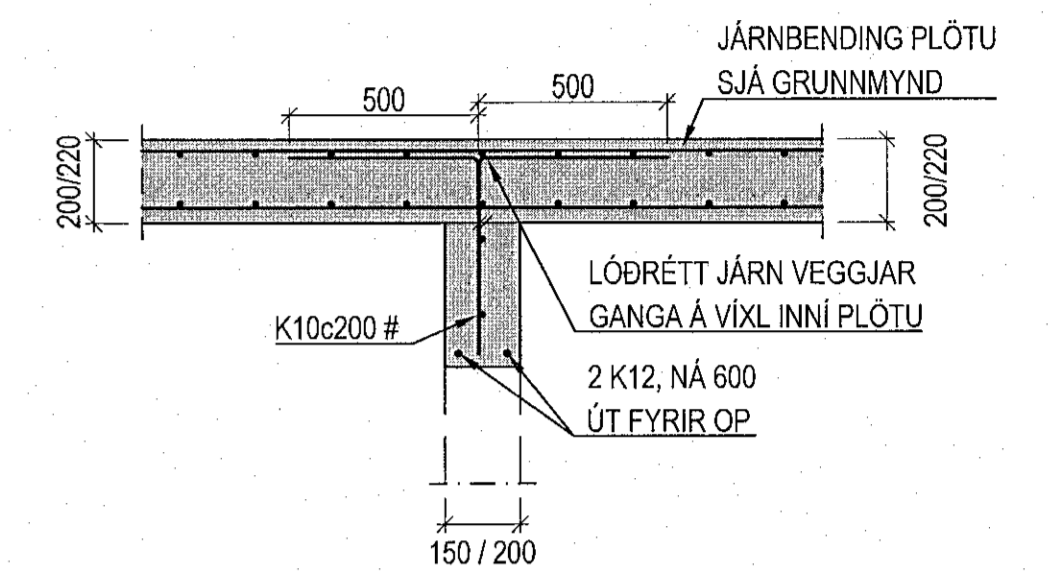 JÁRNBENDING PLÖTU
SJÁ GRUNNMYND
500
500
200/220
200/220
LÓÐRÉTT JÁRN VEGGJAR
GANGA Á VÍXL INNÍ PLÖTU
K10c200 #
2 K12, NÁ 600
ÚT FYRIR OP
150 / 200